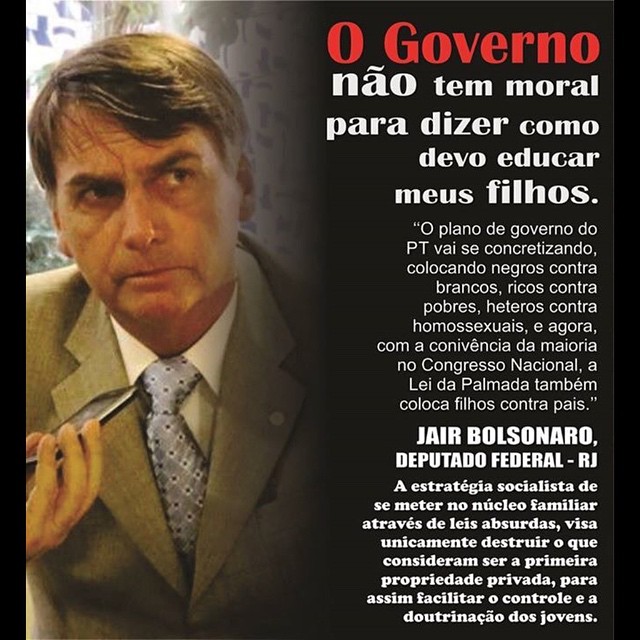 O Governo
não tem moral
para dizer como
devo educar
meus filhos.
“O plano de governo do
PT vai se concretizando,
colocando negros contra
brancos, ricos contra
pobres, heteros contra
homossexuais, e agora,
com a conivência da maioria
no Congresso Nacional, a
Lei da Palmada também
coloca filhos contra pais.”
JAIR BOLSONARO,
DEPUTADO FEDERAL - RJ
A estratégia socialista de
se meter no núcleo familiar
através de leis absurdas, visa
unicamente destruir o que
consideram ser a primeira
propriedade privada, para
assim facilitar o controle e a
doutrinação dos jovens.